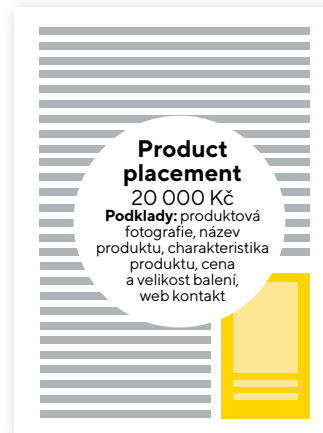 Product
placement
20 000 Kč
Podklady: produktová
fotografie, název
produktu, charakteristika
produktu, cena
a velikost balení,
web kontakt